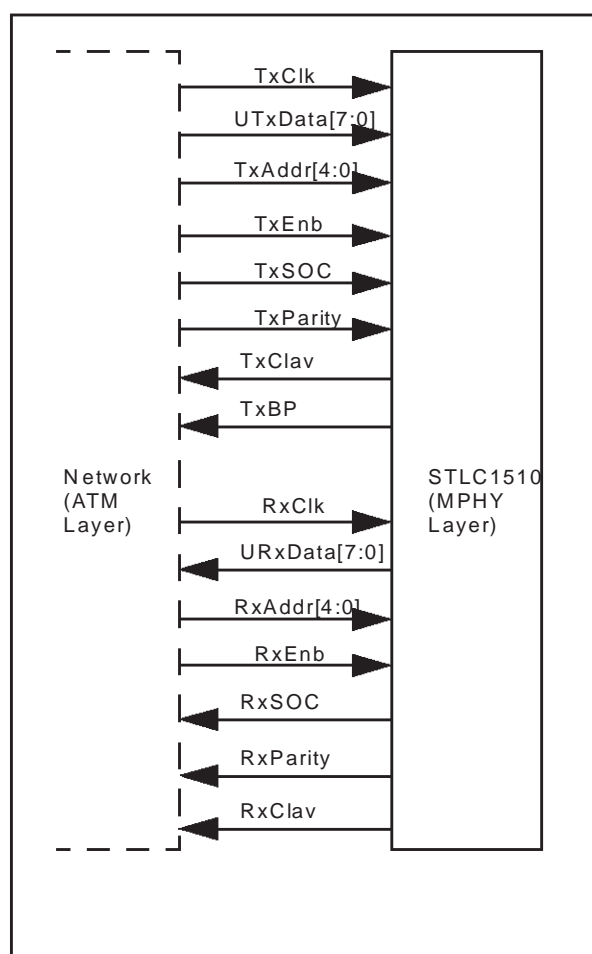 TxClk
UTxData[7:0]
TxAddr[4:0]
TxEnb
TxSOC
TxParity
TxClav
TxBP
Network
(ATM
Layer)
STLC1510
(MPHY
Layer)
RxClk
URxData[7:0]
RxAddr[4:0]
RxEnb
RxSOC
RxParity
RxClav